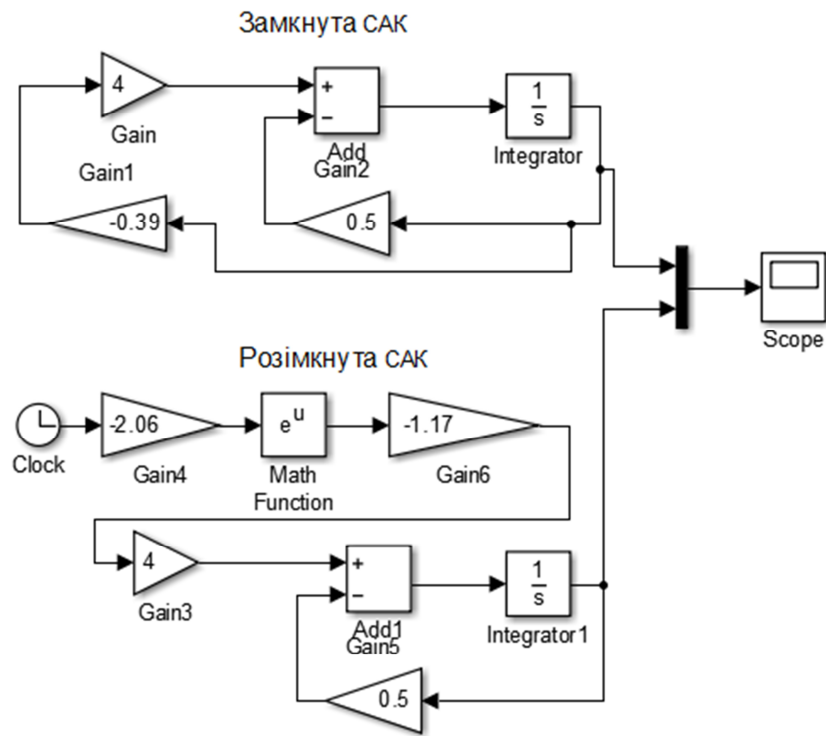 Замкнута САК
4
Gain
+
−
Add
1
s
Integrator
Gain1
-0.39
Gain2
0.5
Scope
Розімкнута САК
Clock
-2.06
Gain4
e^u
Math
Function
-1.17
Gain6
4
Gain3
+
−
Add1
1
s
Integrator1
Gain5
0.5